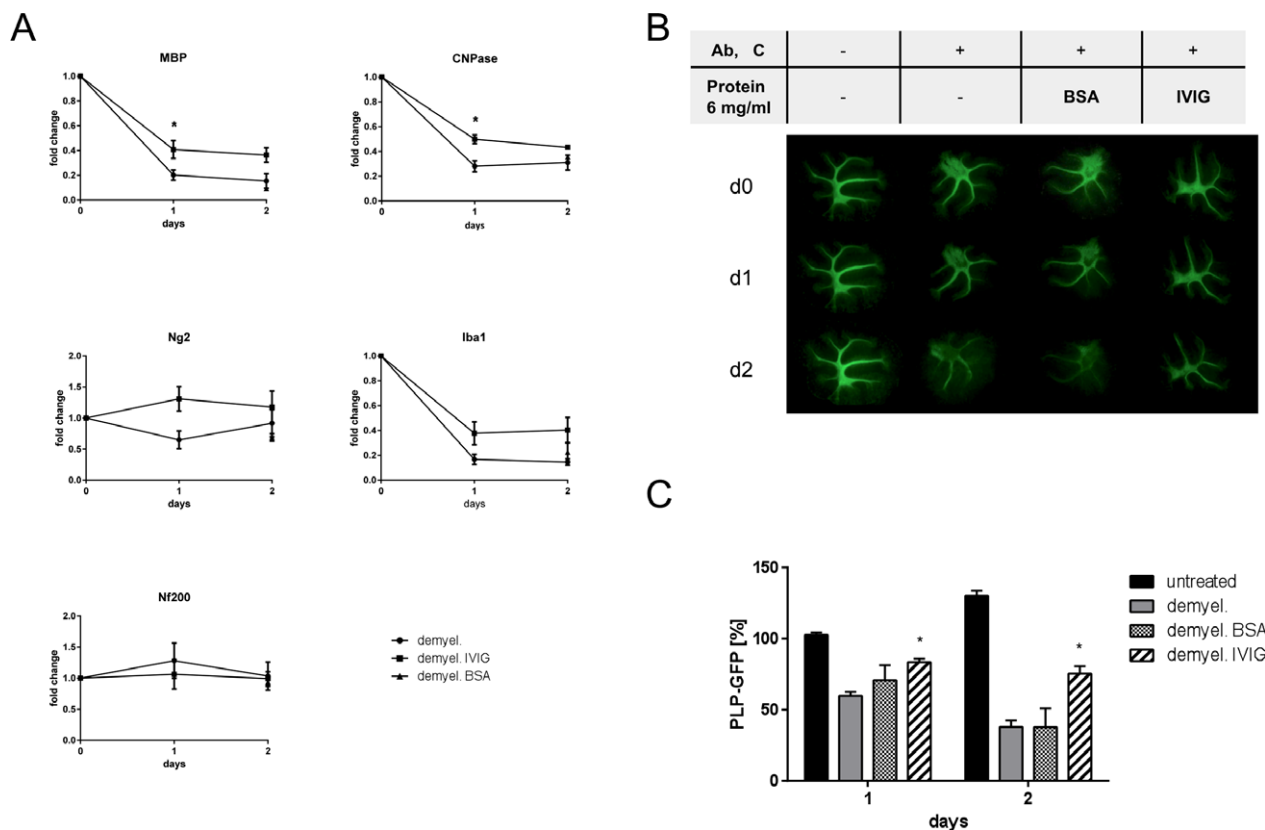 A
MBP
fold change
1.0
0.8
0.6
0.4
0.2
0.0
*
0 1 2
days
CNPase
fold change
1.0
0.8
0.6
0.4
0.2
0.0
*
0 1 2
days
Ng2
fold change
2.0
1.5
1.0
0.5
0.0
0 1 2
days
Iba1
fold change
1.0
0.8
0.6
0.4
0.2
0.0
0 1 2
days
Nf200
fold change
2.0
1.5
1.0
0.5
0.0
0 1 2
days
demyel.
demyel. IVIG
demyel. BSA
B
Ab, C - + + +
Protein
6 mg/ml - - BSA IVIG
d0
d1
d2
C
PLP-GFP [%]
150
100
50
0
* *
1 2
days
untreated
demyel.
demyel. BSA
demyel. IVIG